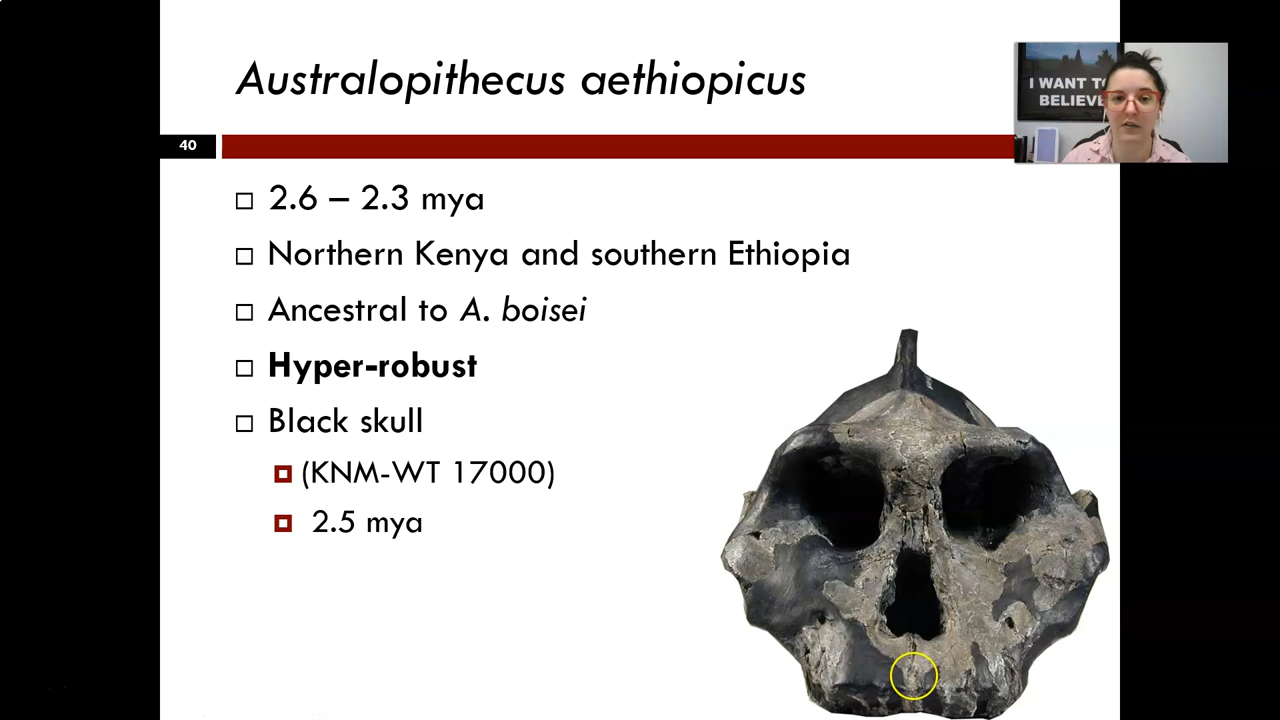 Australopithecus aethiopicus
I WANT TO
BELIEVE
40
2.6 – 2.3 mya
Northern Kenya and southern Ethiopia
Ancestral to A. boisei
Hyper-robust
Black skull
(KNM-WT 17000)
2.5 mya